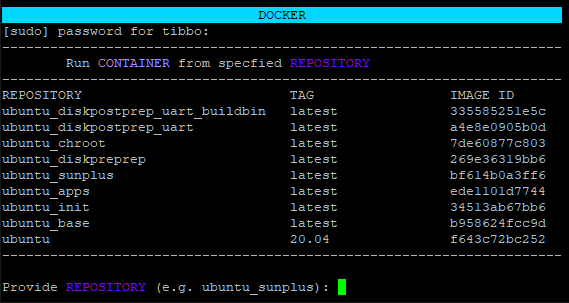 DOCKER
[sudo] password for tibbo:
----------------------------------------------------------------------
Run CONTAINER from specfied REPOSITORY
----------------------------------------------------------------------
REPOSITORY TAG IMAGE ID
ubuntu_diskpostprep_uart_buildbin latest 335585251e5c
ubuntu_diskpostprep_uart latest a4e8e0905b0d
ubuntu_chroot latest 7de60877c803
ubuntu_diskpreprep latest 269e36319bb6
ubuntu_sunplus latest bf614b0a3ff6
ubuntu_apps latest ede1101d7744
ubuntu_init latest 34513ab67bb6
ubuntu_base latest b958624fcc9d
ubuntu 20.04 f643c72bc252
----------------------------------------------------------------------
Provide REPOSITORY (e.g. ubuntu_sunplus):